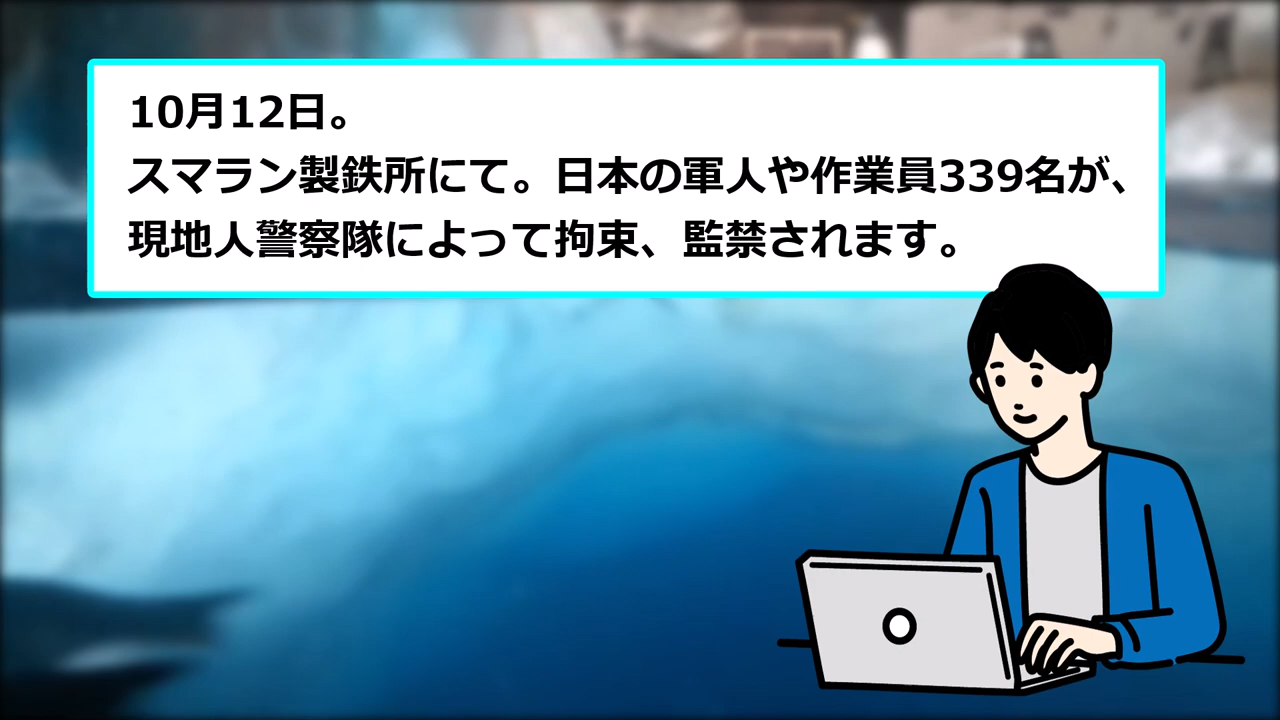 10月12日。
スマラン製鉄所にて。日本の軍人や作業員339名が、
現地人警察隊によって拘束、監禁されます。